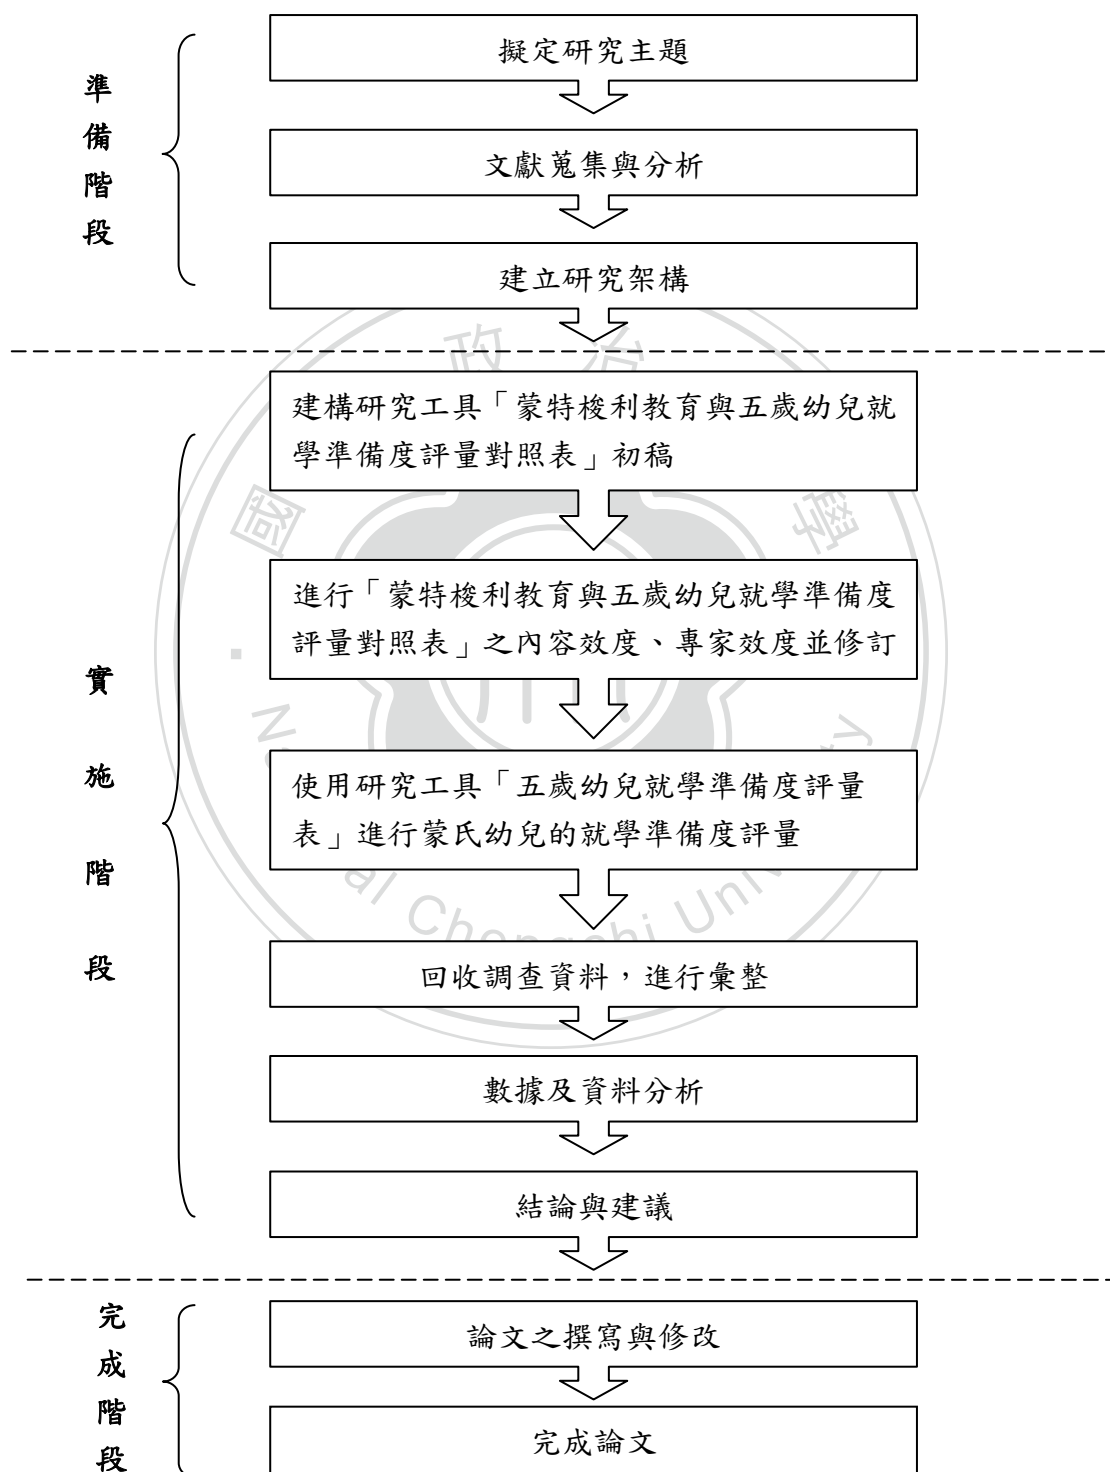 準備階段
擬定研究主題
文獻蒐集與分析
建立研究架構
政治
國 學
建構研究工具「蒙特梭利教育與五歲幼兒就
學準備度評量對照表」初稿
進行「蒙特梭利教育與五歲幼兒就學準備度
評量對照表」之內容效度、專家效度並修訂
實施階段
使用研究工具「五歲幼兒就學準備度評量
表」進行蒙氏幼兒的就學準備度評量
Chengchi
回收調查資料，進行彙整
數據及資料分析
結論與建議
完成階段
論文之撰寫與修改
完成論文